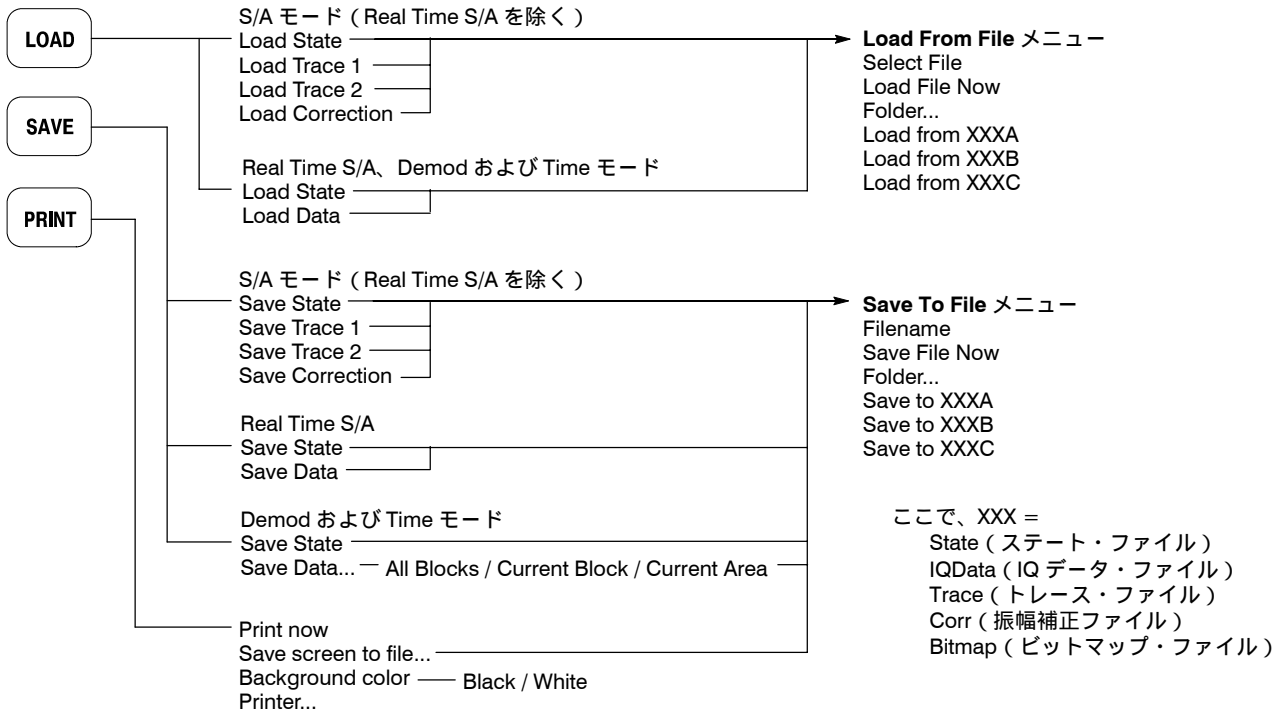 LOAD
S/A モード ( Real Time S/A を除く )
Load State
Load Trace 1
Load Trace 2
Load Correction
Real Time S/A、Demod および Time モード
Load State
Load Data
Load From File メニュー
Select File
Load File Now
Folder...
Load from XXXA
Load from XXXB
Load from XXXC
SAVE
S/A モード ( Real Time S/A を除く )
Save State
Save Trace 1
Save Trace 2
Save Correction
Real Time S/A
Save State
Save Data
Demod および Time モード
Save State
Save Data... All Blocks / Current Block / Current Area
Save To File メニュー
Filename
Save File Now
Folder...
Save to XXXA
Save to XXXB
Save to XXXC
PRINT
Print now
Save screen to file...
Background color Black / White
Printer...
ここで、XXX =
State ( ステート・ファイル )
IQData ( IQ データ・ファイル )
Trace ( トレース・ファイル )
Corr ( 振幅補正ファイル )
Bitmap ( ビットマップ・ファイル )